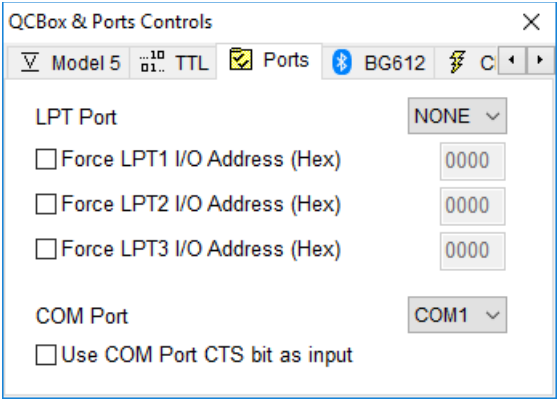 QCBox & Ports Controls
Model 5 TTL Ports BG612 C
LPT Port NONE
Force LPT1 I/O Address (Hex) 0000
Force LPT2 I/O Address (Hex) 0000
Force LPT3 I/O Address (Hex) 0000
COM Port COM1
Use COM Port CTS bit as input